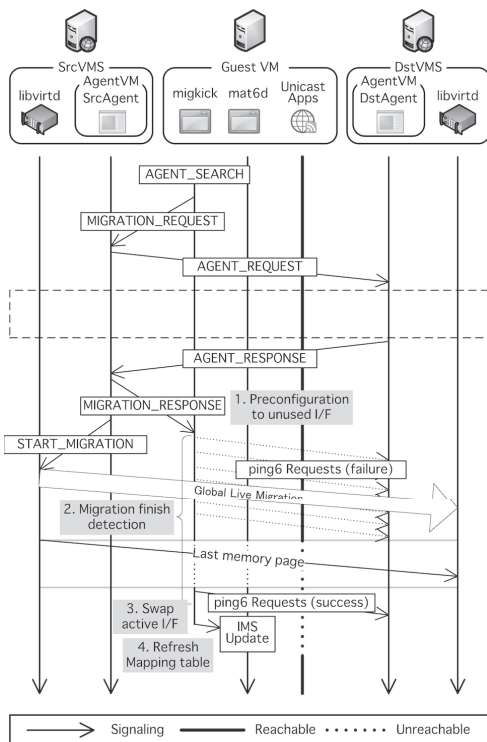 SrcVMS
Guest VM
DstVMS
libvirtd
AgentVM
SrcAgent
migkick
mat6d
Unicast
Apps
AgentVM
DstAgent
libvirtd
AGENT_SEARCH
MIGRATION_REQUEST
AGENT_REQUEST
AGENT_RESPONSE
MIGRATION_RESPONSE
1. Preconfiguration
to unused I/F
START_MIGRATION
ping6 Requests (failure)
Global Live Migration
2. Migration finish
detection
Last memory page
ping6 Requests (success)
3. Swap
active I/F
IMS
Update
4. Refresh
Mapping table
Signaling
Reachable
Unreachable